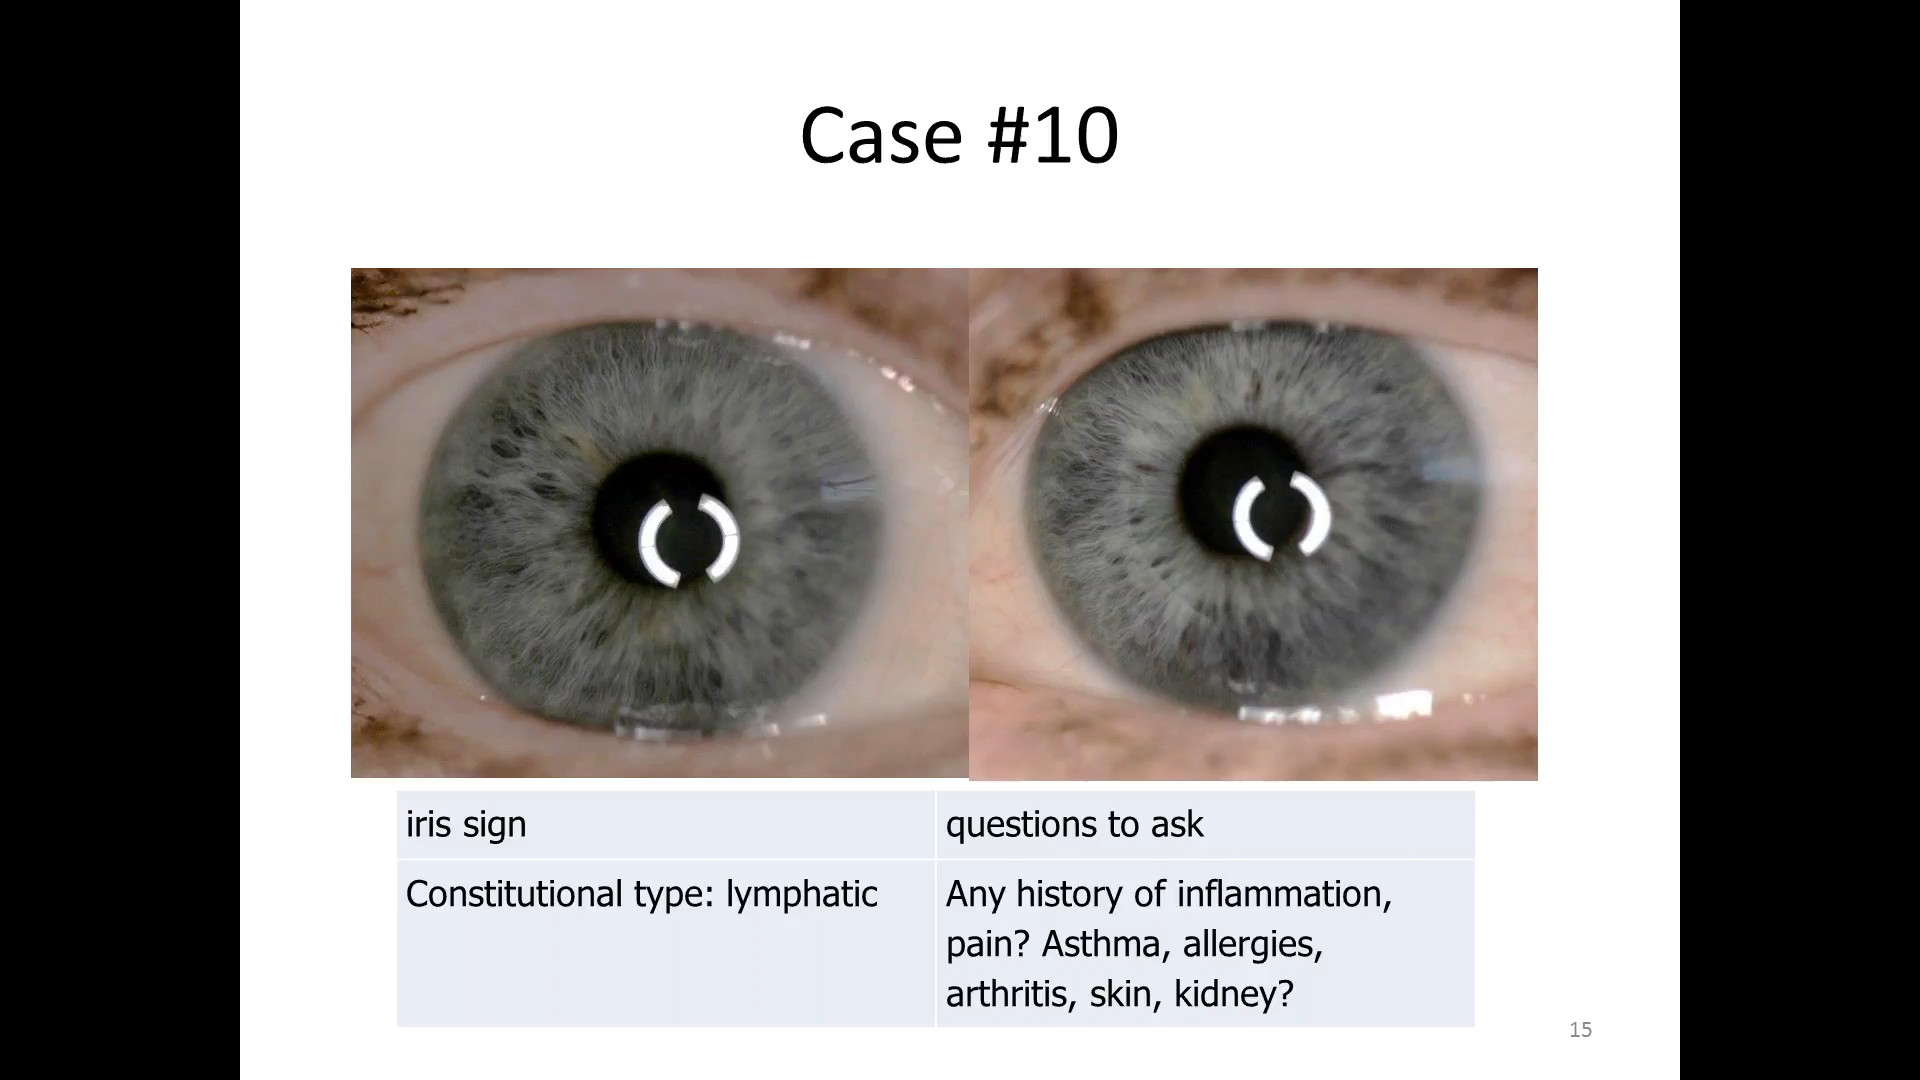 Case #10
iris sign
questions to ask
Constitutional type: lymphatic
Any history of inflammation,
pain? Asthma, allergies,
arthritis, skin, kidney?
15